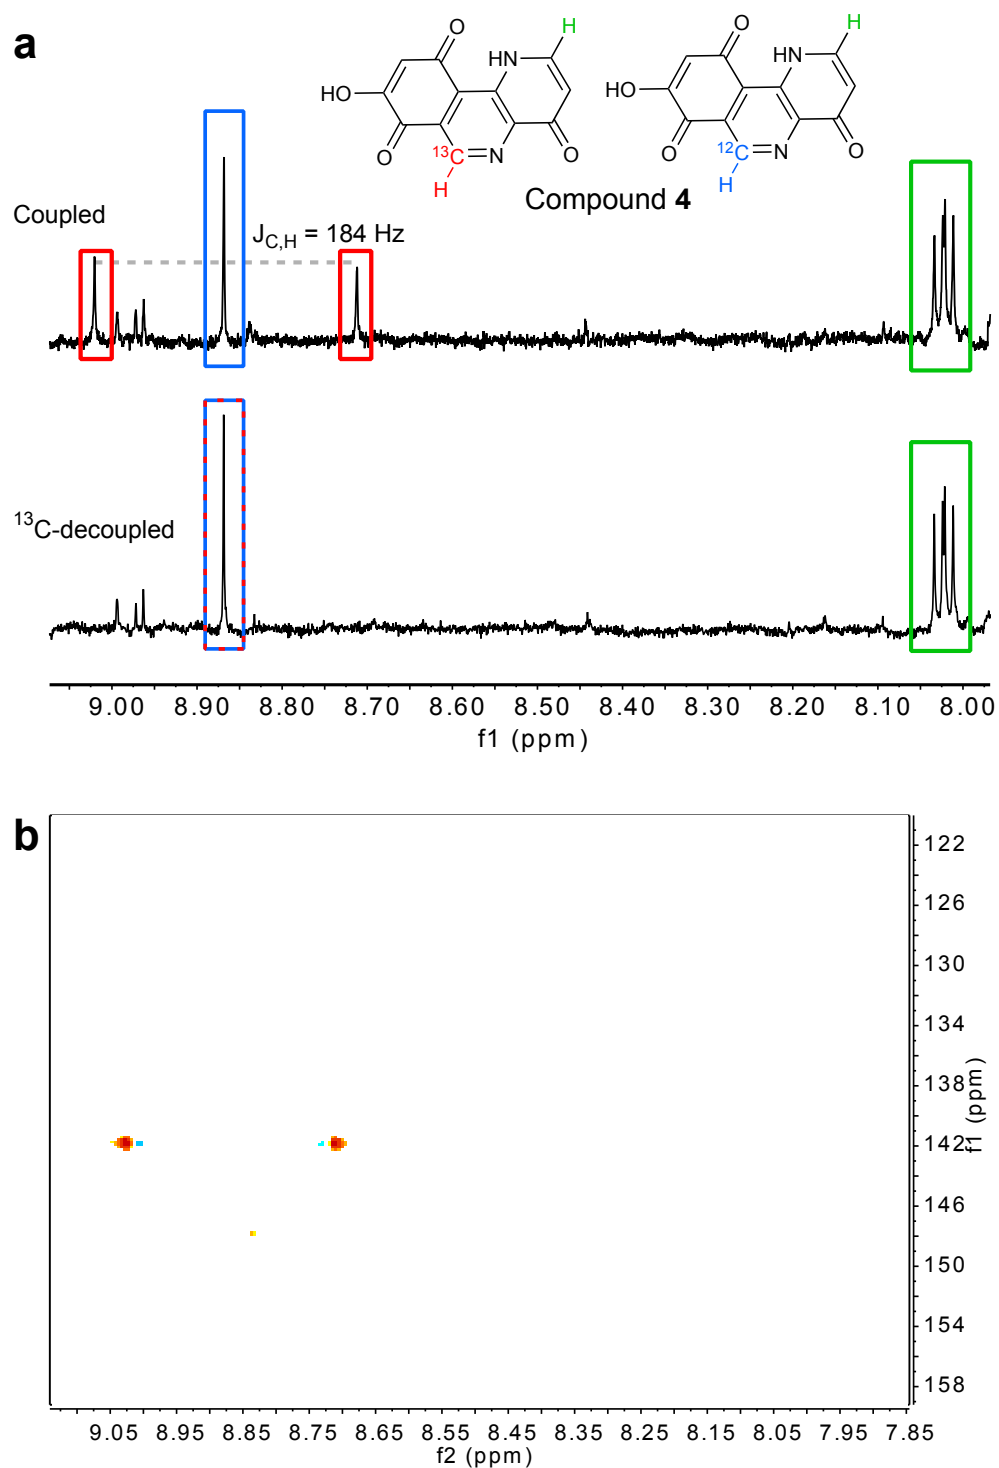 a
O
HN
H
HO
O
13C
N
O
H
O
HN
H
HO
O
12C
N
O
H
Compound 4
Coupled
JC,H = 184 Hz
13C-decoupled
9.00 8.90 8.80 8.70 8.60 8.50 8.40 8.30 8.20 8.10 8.00
f1 (ppm)
b
122
126
130
134
138
142
146
150
154
158
f1 (ppm)
9.05 8.95 8.85 8.75 8.65 8.55 8.45 8.35 8.25 8.15 8.05 7.95 7.85
f2 (ppm)